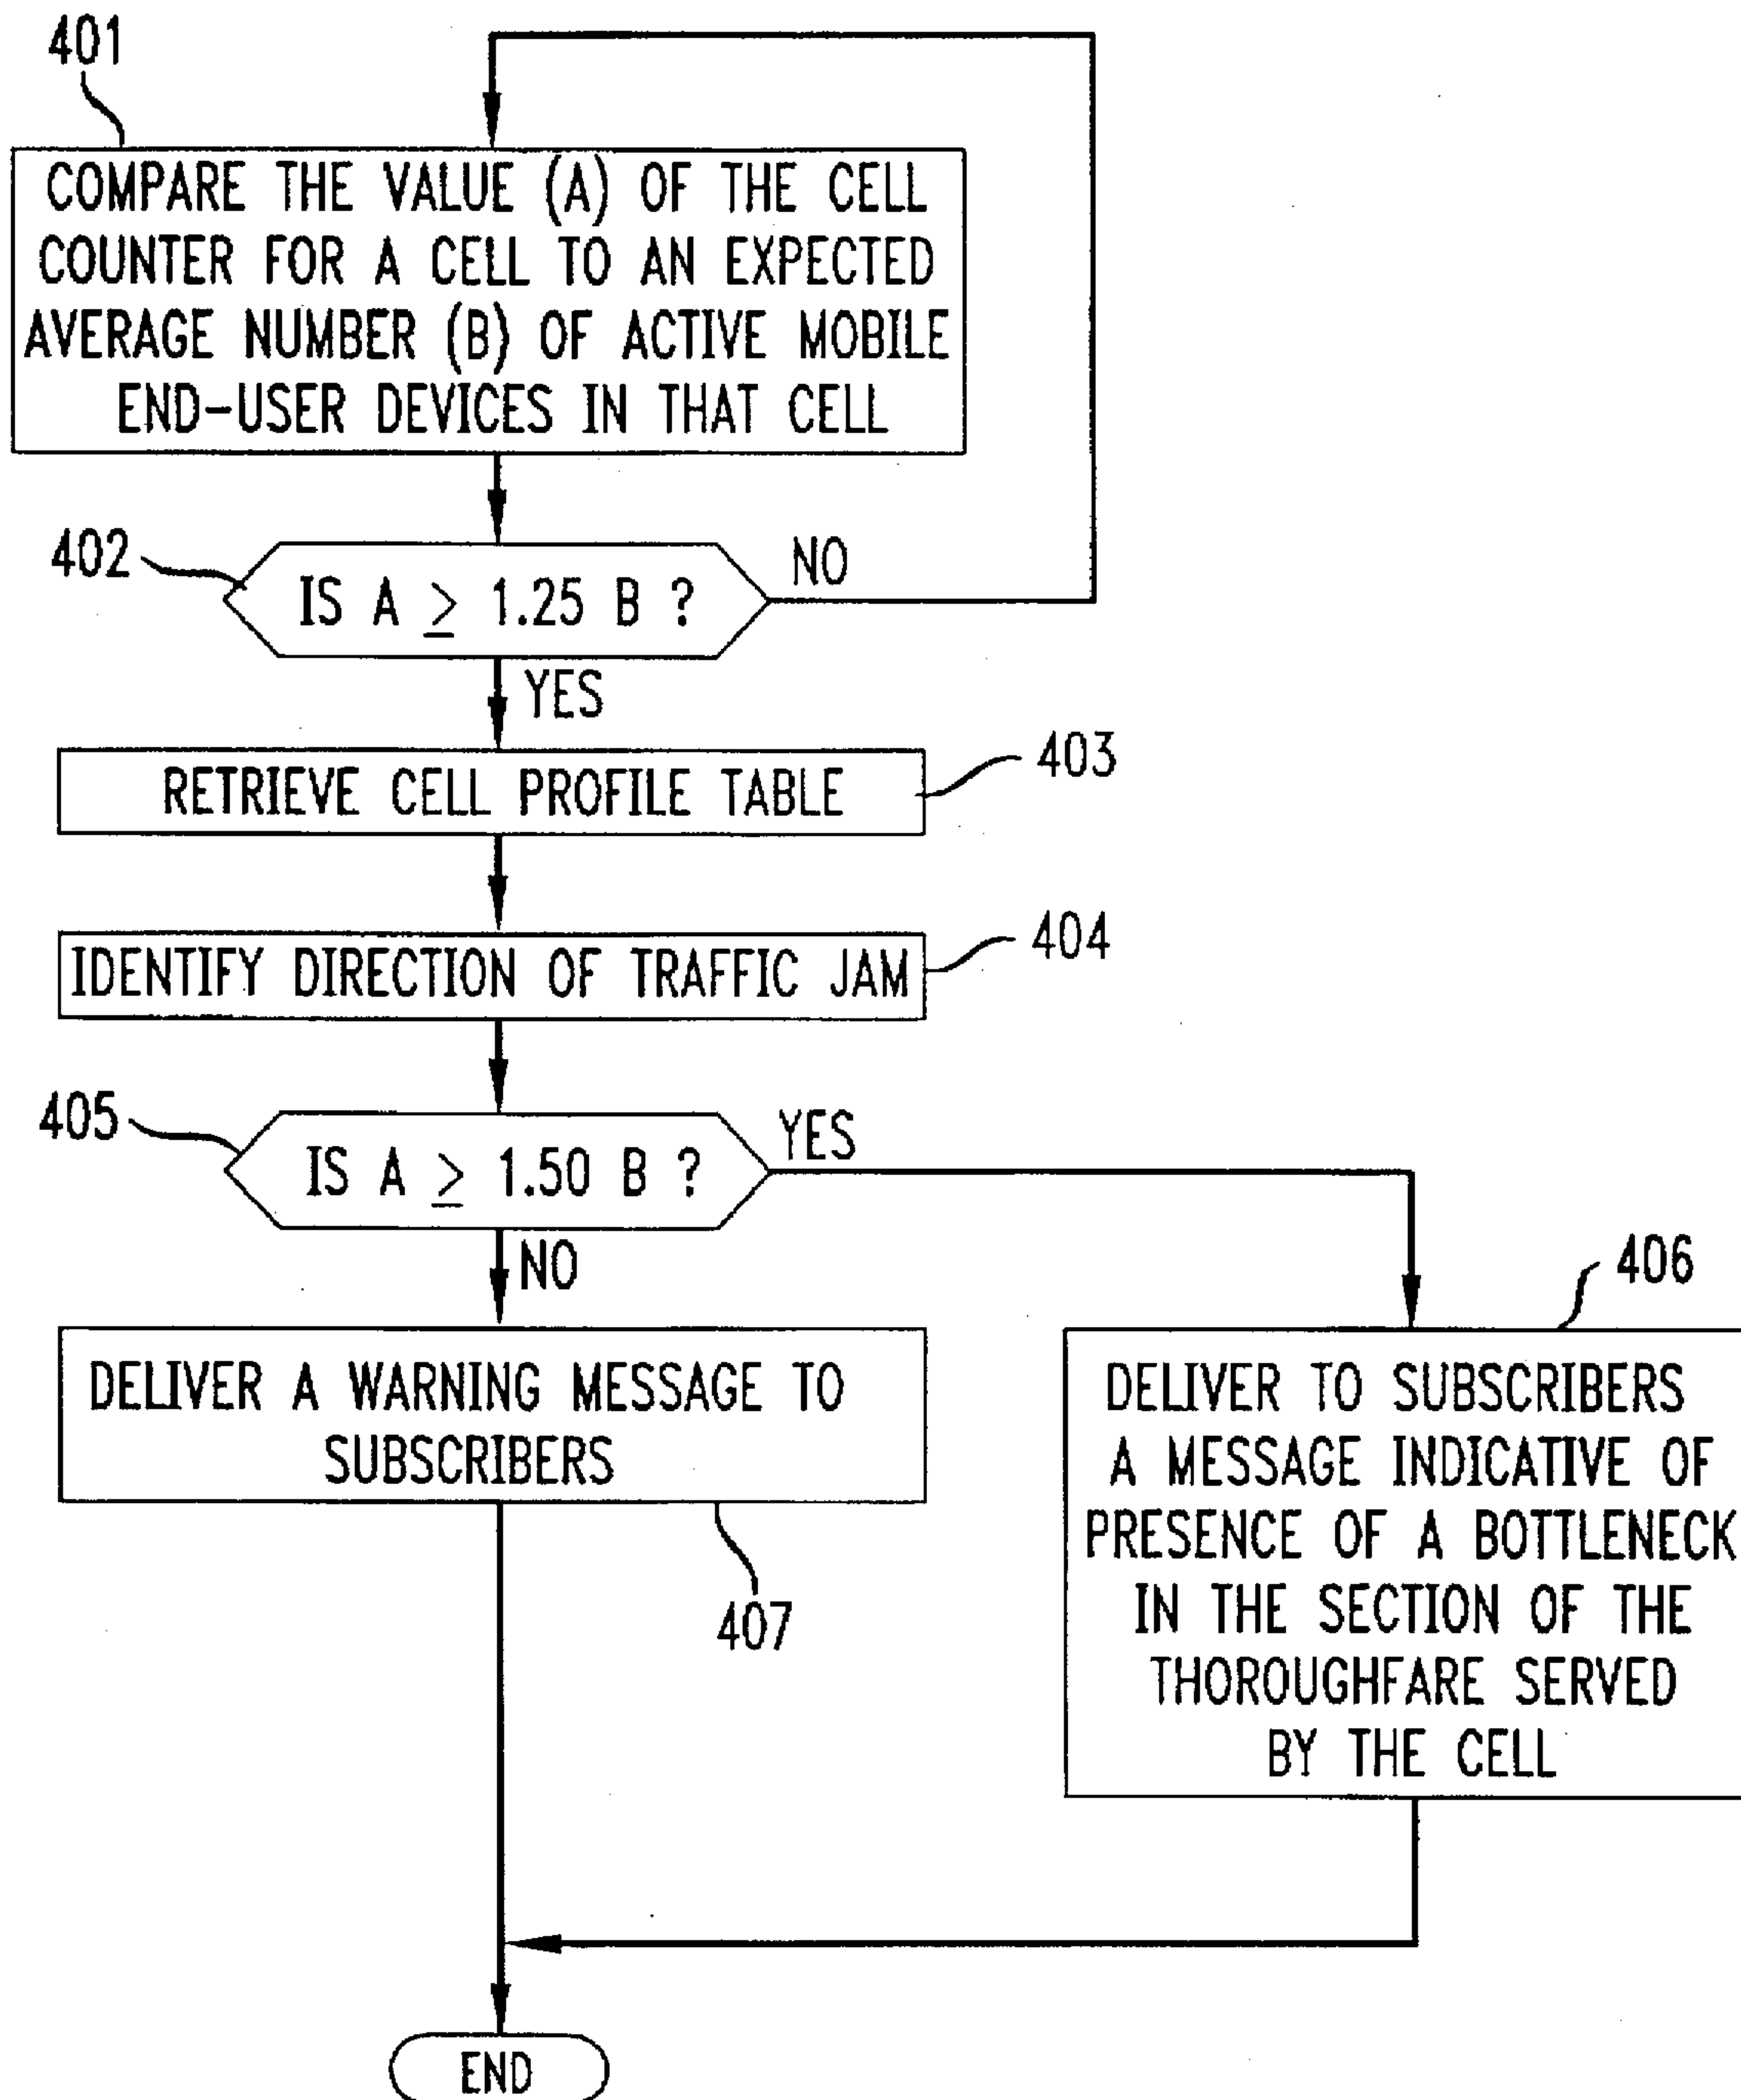 401
COMPARE THE VALUE (A) OF THE CELL
COUNTER FOR A CELL TO AN EXPECTED
AVERAGE NUMBER (B) OF ACTIVE MOBILE
END-USER DEVICES IN THAT CELL
402
IS A ≥ 1.25 B ?
NO
YES
RETRIEVE CELL PROFILE TABLE
403
IDENTIFY DIRECTION OF TRAFFIC JAM
404
405
IS A ≥ 1.50 B ?
YES
NO
406
DELIVER A WARNING MESSAGE TO
SUBSCRIBERS
407
DELIVER TO SUBSCRIBERS
A MESSAGE INDICATIVE OF
PRESENCE OF A BOTTLENECK
IN THE SECTION OF THE
THOROUGHFARE SERVED
BY THE CELL
END